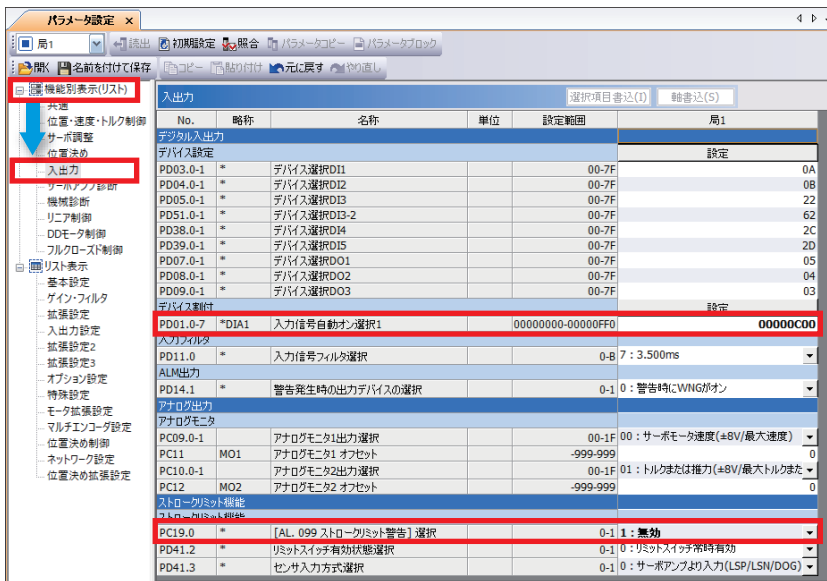 パラメータ設定 ×
局1 読出 初期設定 照合 パラメータコピー パラメータブロック
開く 名前を付けて保存 コピー 貼り付け 元に戻す やり直し
機能別表示(リスト)
共通
位置・速度・トルク制御
サーボ調整
位置決め
入出力
サーボアンプ診断
機械診断
リニア制御
DDモータ制御
フルクローズド制御
リスト表示
基本設定
ゲイン・フィルタ
拡張設定
入出力設定
拡張設定2
拡張設定3
オプション設定
特殊設定
モータ拡張設定
マルチエンコーダ設定
位置決め制御
ネットワーク設定
位置決め拡張設定
入出力 選択項目書込(I) 軸書込(S)
No. 略称 名称 単位 設定範囲 局1
デジタル入出力
デバイス設定 設定
PD03.0-1 * デバイス選択DI1 00-7F 0A
PD04.0-1 * デバイス選択DI2 00-7F 0B
PD05.0-1 * デバイス選択DI3 00-7F 22
PD51.0-1 * デバイス選択DI3-2 00-7F 62
PD38.0-1 * デバイス選択DI4 00-7F 2C
PD39.0-1 * デバイス選択DI5 00-7F 2D
PD07.0-1 * デバイス選択DO1 00-7F 05
PD08.0-1 * デバイス選択DO2 00-7F 04
PD09.0-1 * デバイス選択DO3 00-7F 03
デバイス割付 設定
PD01.0-7 *DIA1 入力信号自動オン選択1 00000000-00000FF0 00000C00
入力フィルタ
PD11.0 * 入力信号フィルタ選択 0-B 7：3.500ms
ALM出力
PD14.1 * 警告発生時の出力デバイスの選択 0-1 0：警告時にWNGがオン
アナログ出力
アナログモニタ
PC09.0-1 アナログモニタ1出力選択 00-1F 00：サーボモータ速度(±8V/最大速度)
PC11 MO1 アナログモニタ1 オフセット -999-999 0
PC10.0-1 アナログモニタ2出力選択 00-1F 01：トルクまたは推力(±8V/最大トルクまた
PC12 MO2 アナログモニタ2 オフセット -999-999 0
ストロークリミット機能
ストロークリミット機能
PC19.0 * [AL. 099 ストロークリミット警告] 選択 0-1 1：無効
PD41.2 * リミットスイッチ有効状態選択 0-1 0：リミットスイッチ常時有効
PD41.3 * センサ入力方式選択 0-1 0：サーボアンプより入力(LSP/LSN/DOG)